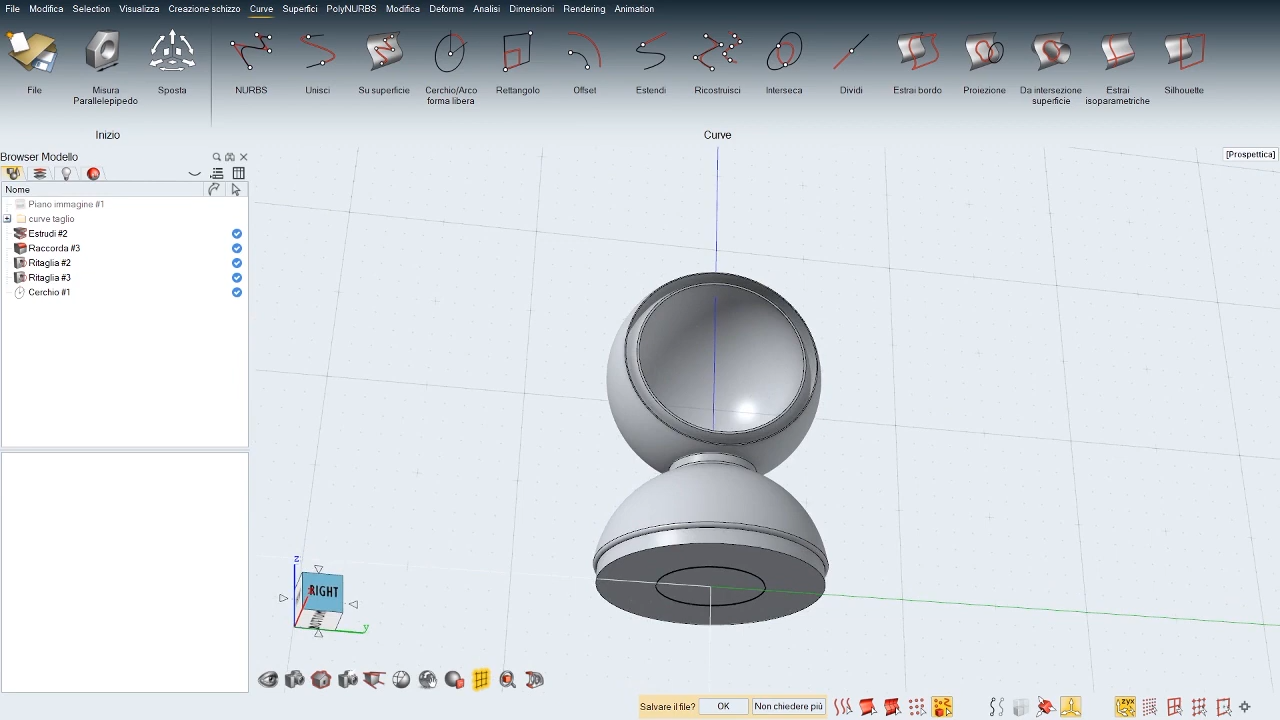 File Modifica Selection Visualizza Creazione schizzo Curve Superfici PolyNURBS Modifica Deforma Analisi Dimensioni Rendering Animation
File
Misura
Parallelepipedo
Sposta
NURBS
Unisci
Su superficie
Cerchio/Arco
forma libera
Rettangolo
Offset
Estendi
Ricostruisci
Interseca
Dividi
Estrai bordo
Proiezione
Da intersezione
superficie
Estrai
isoparametriche
Silhouette
Inizio
Curve
Browser Modello
[Prospettica]
Nome
Piano immagine #1
curve taglio
Estrudi #2
Raccorda #3
Ritaglia #2
Ritaglia #3
Cerchio #1
z
RIGHT
y
Salvare il file? OK Non chiedere più
zyx